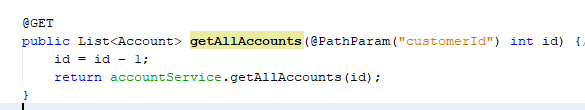 @GET
public List<Account> getAllAccounts(@PathParam("customerId") int id) {/
id = id - 1;
return accountService.getAllAccounts(id);
}